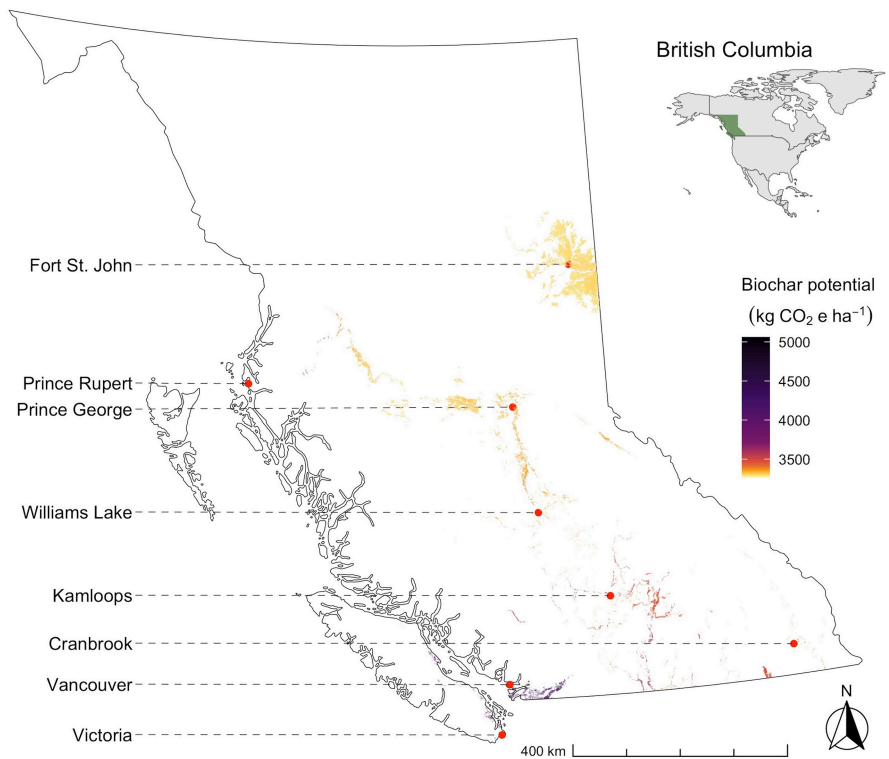 British Columbia
Fort St. John
Prince Rupert
Prince George
Williams Lake
Kamloops
Cranbrook
Vancouver
Victoria
Biochar potential
(kg CO₂ e ha⁻¹)
5000
4500
4000
3500
N
400 km